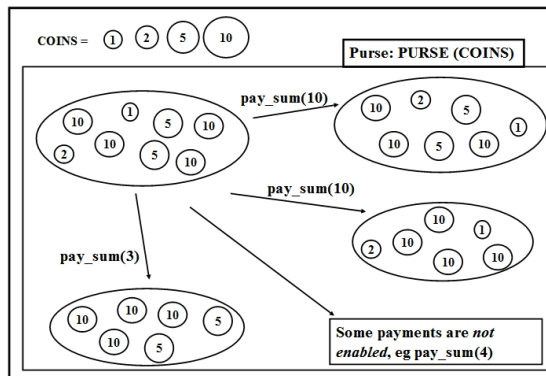 COINS = 1 2 5 10
Purse: PURSE (COINS)
10 1 5 10
2 10 5 10
pay_sum(10)
10 2 5 1
10 5 10
pay_sum(10)
10 1
2 10 10 10
pay_sum(3)
10 10 10 5
10 5
Some payments are not
enabled, eg pay_sum(4)